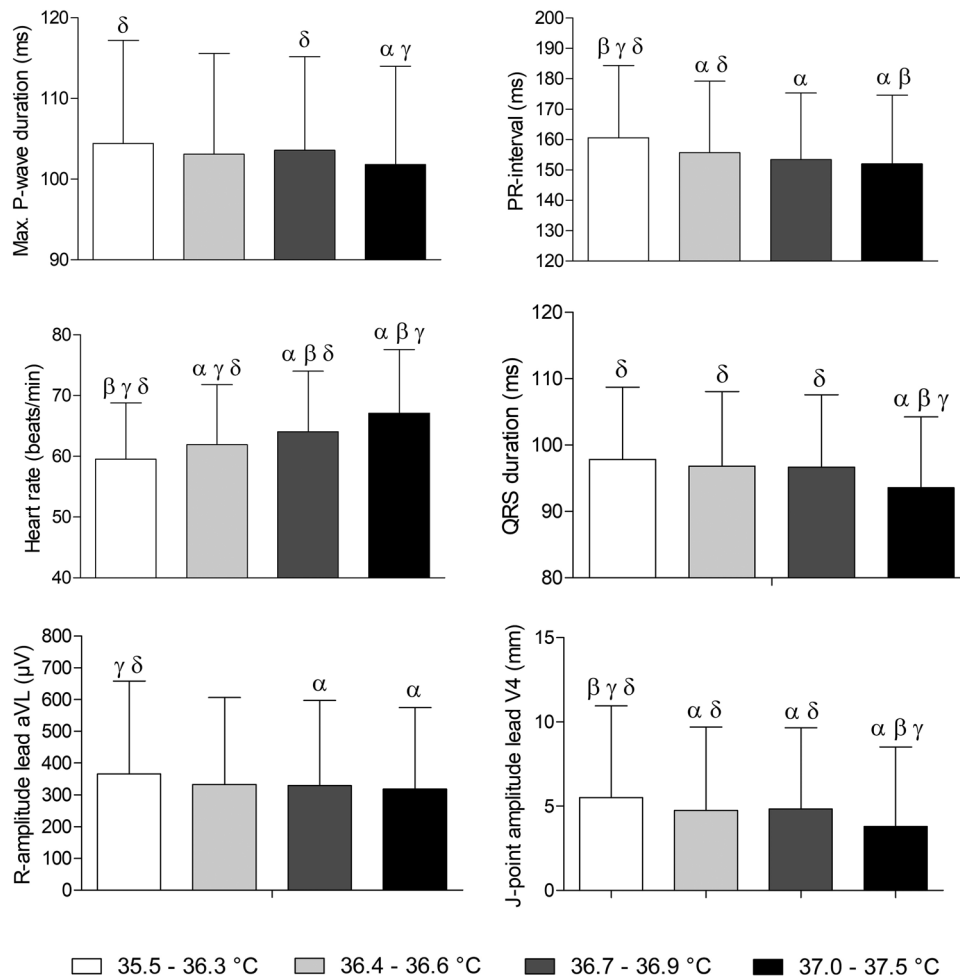 Max. P-wave duration (ms)
120
110
100
90
δ
δ
α γ
PR-interval (ms)
200
190
180
170
160
150
140
130
120
β γ δ
α δ
α
α β
Heart rate (beats/min)
80
70
60
50
40
β γ δ
α γ δ
α β δ
α β γ
QRS duration (ms)
120
110
100
90
80
δ
δ
δ
α β γ
R-amplitude lead aVL (µV)
800
700
600
500
400
300
200
100
0
γ δ
α
α
J-point amplitude lead V4 (mm)
15
10
5
0
β γ δ
α δ
α δ
α β γ
35.5 - 36.3 °C
36.4 - 36.6 °C
36.7 - 36.9 °C
37.0 - 37.5 °C